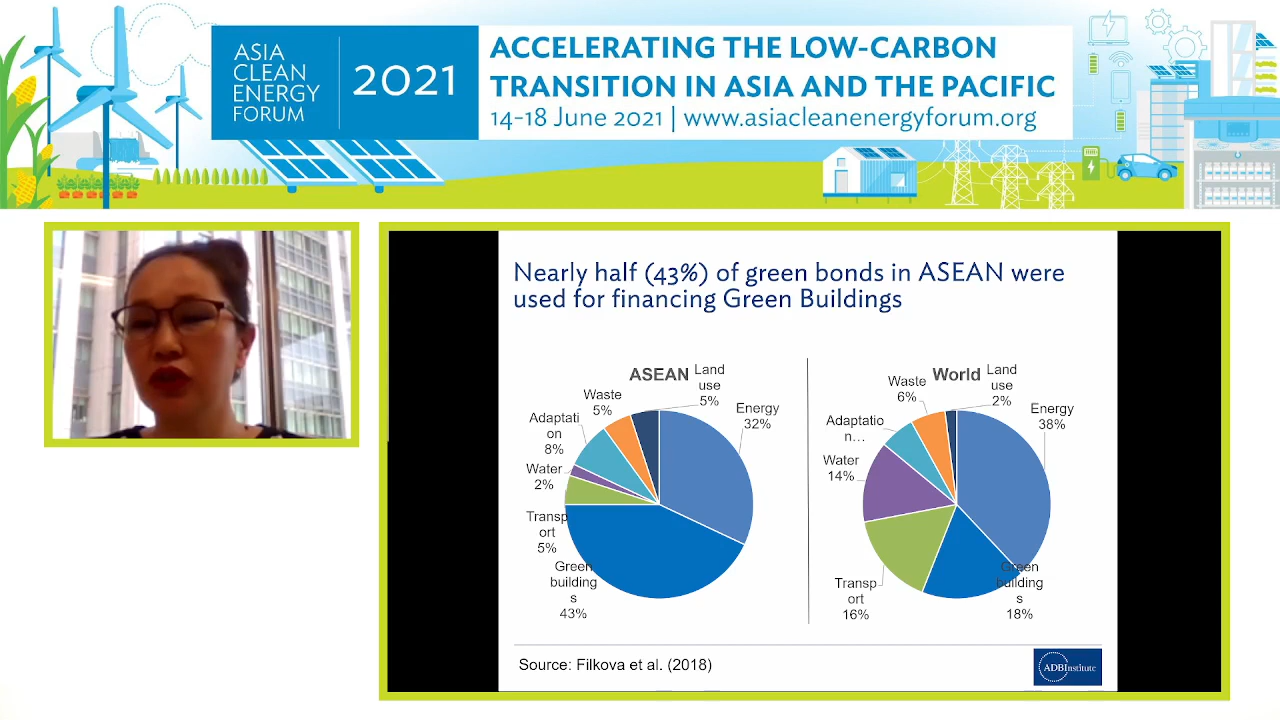 ASIA
CLEAN
ENERGY
FORUM
2021
ACCELERATING THE LOW-CARBON
TRANSITION IN ASIA AND THE PACIFIC
14-18 June 2021 | www.asiacleanenergyforum.org
Nearly half (43%) of green bonds in ASEAN were
used for financing Green Buildings
ASEAN
Land
use
5%
Waste
5%
Energy
32%
Adaptati
on
8%
Water
2%
Transp
ort
5%
Green
building
s
43%
World
Land
use
2%
Waste
6%
Energy
38%
Adaptatio
n...
Water
14%
Transp
ort
16%
Green
building
s
18%
Source: Filkova et al. (2018)
ADBInstitute